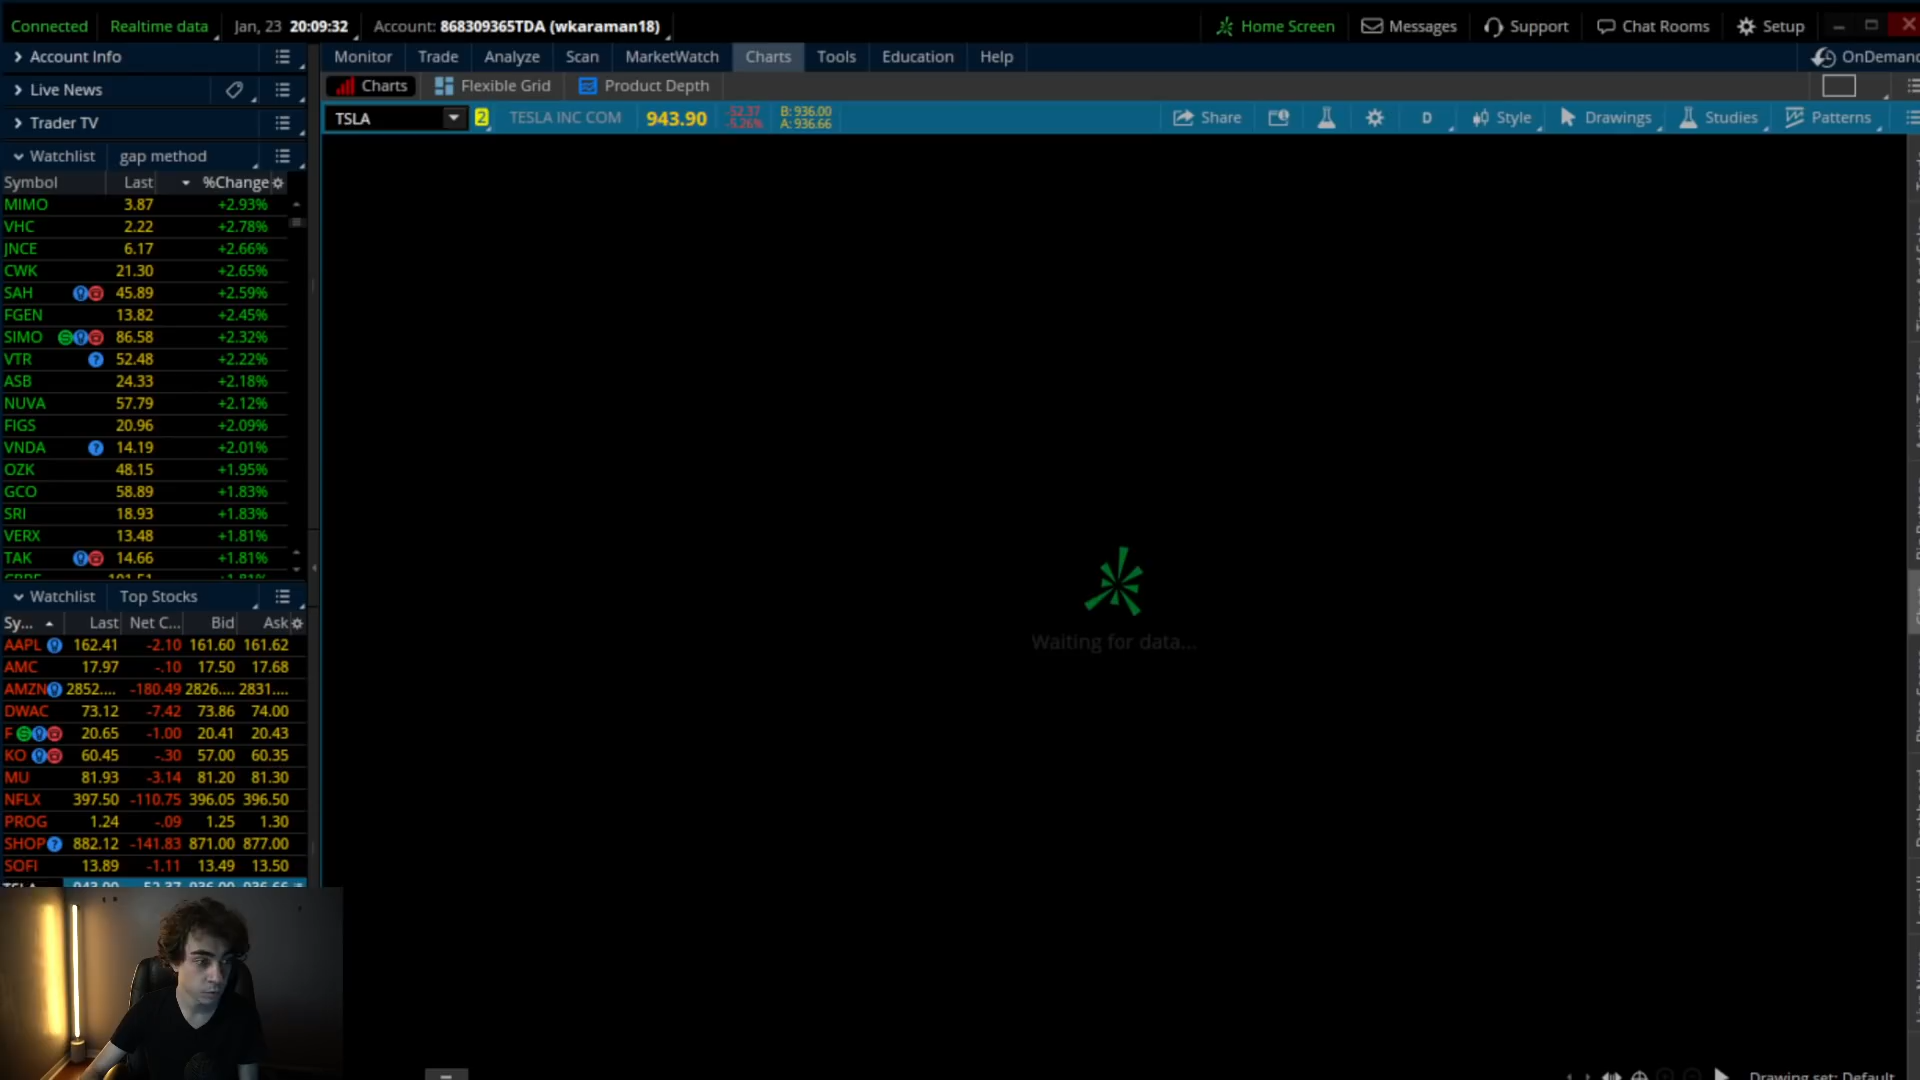 Connected Realtime data Jan, 23 20:09:32 Account: 868309365TDA (wkaraman18) Home Screen Messages Support Chat Rooms Setup
Account Info Monitor Trade Analyze Scan MarketWatch Charts Tools Education Help OnDemand
Live News Charts Flexible Grid Product Depth
Trader TV TSLA 2 TESLA INC COM 943.90 -52.37 -5.26% B: 936.00 A: 936.66 Share D Style Drawings Studies Patterns
Watchlist gap method
Symbol Last %Change
MIMO 3.87 +2.93%
VHC 2.22 +2.78%
JNCE 6.17 +2.66%
CWK 21.30 +2.65%
SAH 45.89 +2.59%
FGEN 13.82 +2.45%
SIMO 86.58 +2.32%
VTR 52.48 +2.22%
ASB 24.33 +2.18%
NUVA 57.79 +2.12%
FIGS 20.96 +2.09%
VNDA 14.19 +2.01%
OZK 48.15 +1.95%
GCO 58.89 +1.83%
SRI 18.93 +1.83%
VERX 13.48 +1.81%
TAK 14.66 +1.81%
Waiting for data...
Watchlist Top Stocks
Sy... Last Net C... Bid Ask
AAPL 162.41 -2.10 161.60 161.62
AMC 17.97 -.10 17.50 17.68
AMZN 2852.... -180.49 2826.... 2831....
DWAC 73.12 -7.42 73.86 74.00
F 20.65 -1.00 20.41 20.43
KO 60.45 -.30 57.00 60.35
MU 81.93 -3.14 81.20 81.30
NFLX 397.50 -110.75 396.05 396.50
PROG 1.24 -.09 1.25 1.30
SHOP 882.12 -141.83 871.00 877.00
SOFI 13.89 -1.11 13.49 13.50
TSLA 943.90 -52.37 936.00 936.66
Drawing set: Default